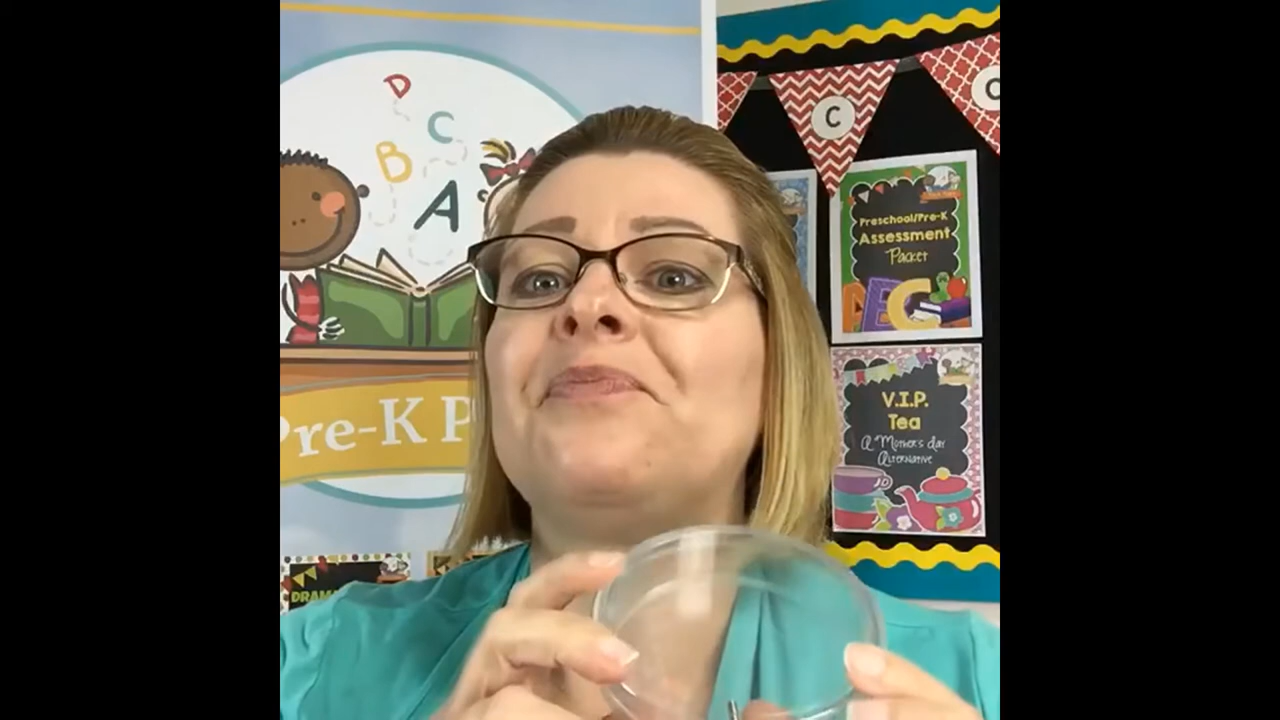 D
C
B
A
Pre-K P
C
C
Preschool/Pre-K
Assessment
Packet
ABC
V.I.P.
Tea
A Mother's day
Alternative
DRAMA